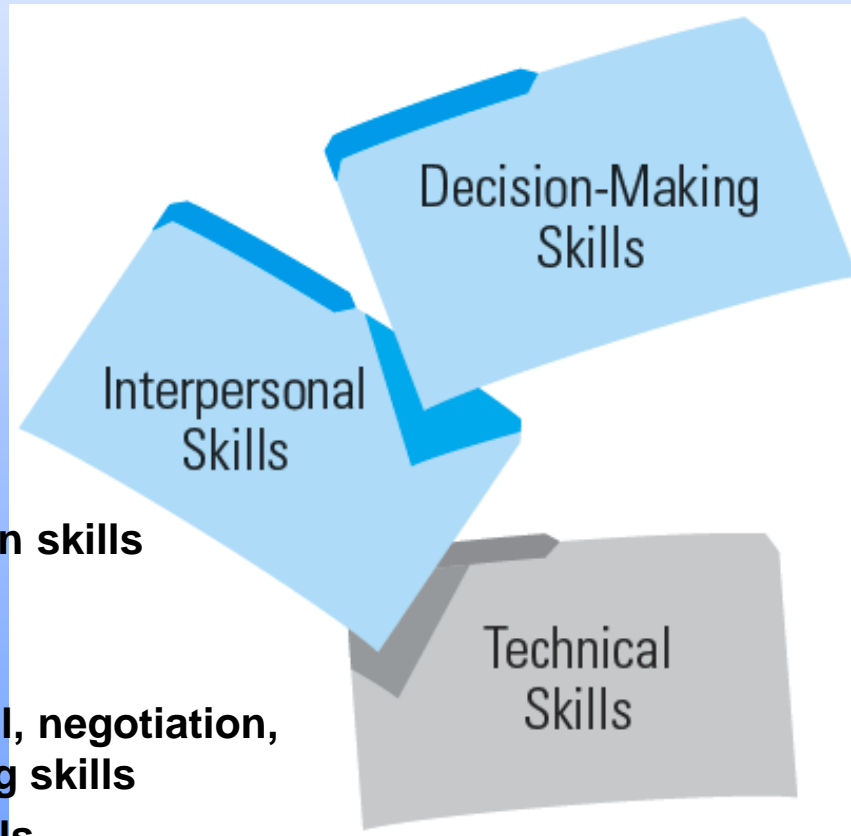 Decision-Making
Skills
Interpersonal
Skills
n skills
Technical
Skills
l, negotiation,
g skills